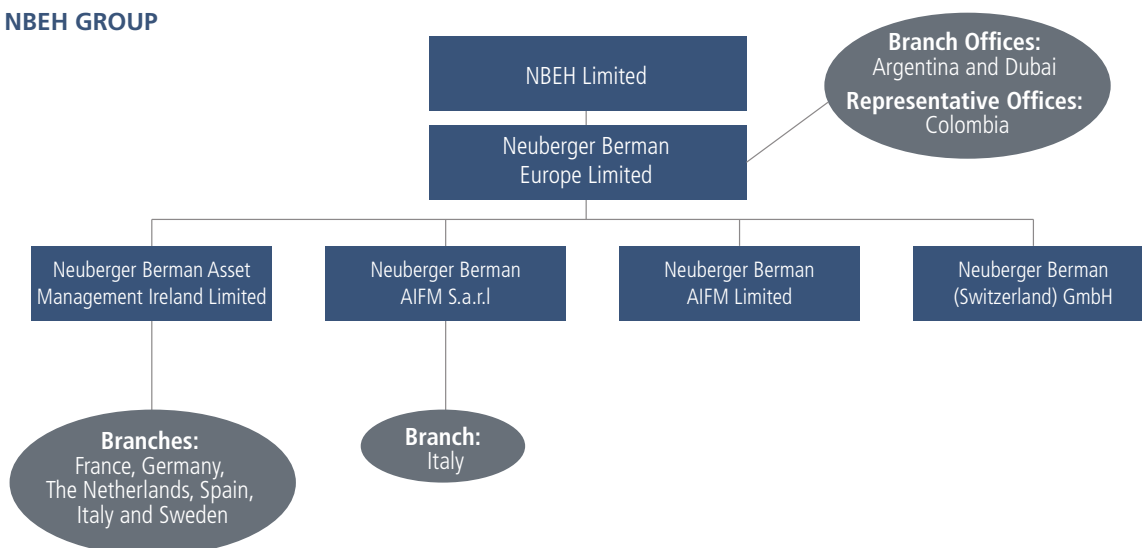 NBEH GROUP
NBEH Limited
Branch Offices:
Argentina and Dubai
Representative Offices:
Colombia
Neuberger Berman
Europe Limited
Neuberger Berman Asset
Management Ireland Limited
Neuberger Berman
AIFM S.a.r.l
Neuberger Berman
AIFM Limited
Neuberger Berman
(Switzerland) GmbH
Branches:
France, Germany,
The Netherlands, Spain,
Italy and Sweden
Branch:
Italy